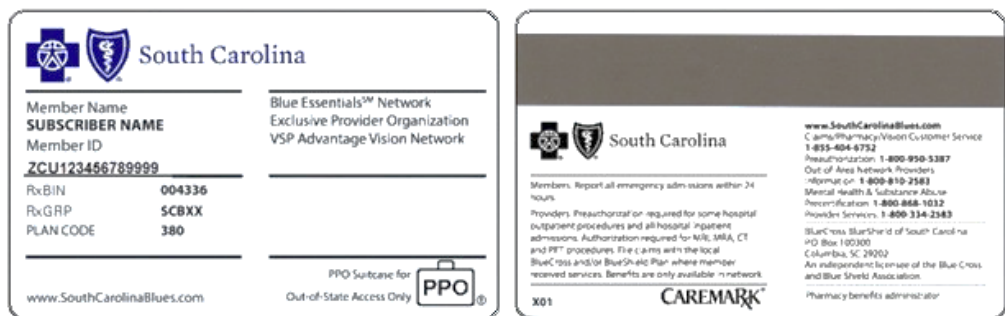 South Carolina
Member Name
SUBSCRIBER NAME
Member ID
ZCU123456789999
RxBIN 004336
RxGRP SCBXX
PLAN CODE 380
www.SouthCarolinaBlues.com
Blue Essentials℠ Network
Exclusive Provider Organization
VSP Advantage Vision Network
PPO Suitcase for
Out-of-State Access Only
PPO
®
South Carolina
Members: Report all emergency admissions within 24
hours.
Providers: Preauthorization required for some hospital
outpatient procedures and all hospital inpatient
admissions. Authorization required for MRI, MRA, CT
and PET procedures. File claims with the local
BlueCross and/or BlueShield Plan where member
received services. Benefits are only available in network.
X01
CAREMARK
www.SouthCarolinaBlues.com
Claims/Pharmacy/Vision Customer Service
1-855-404-6752
Preauthorization 1-800-950-5387
Out of Area Network Providers
Information 1-800-810-2583
Mental Health & Substance Abuse
Precertification 1-800-868-1032
Provider Services 1-800-334-2583
BlueCross BlueShield of South Carolina
PO Box 100300
Columbia, SC 29202
An independent licensee of the Blue Cross
and Blue Shield Association.
Pharmacy benefits administrator